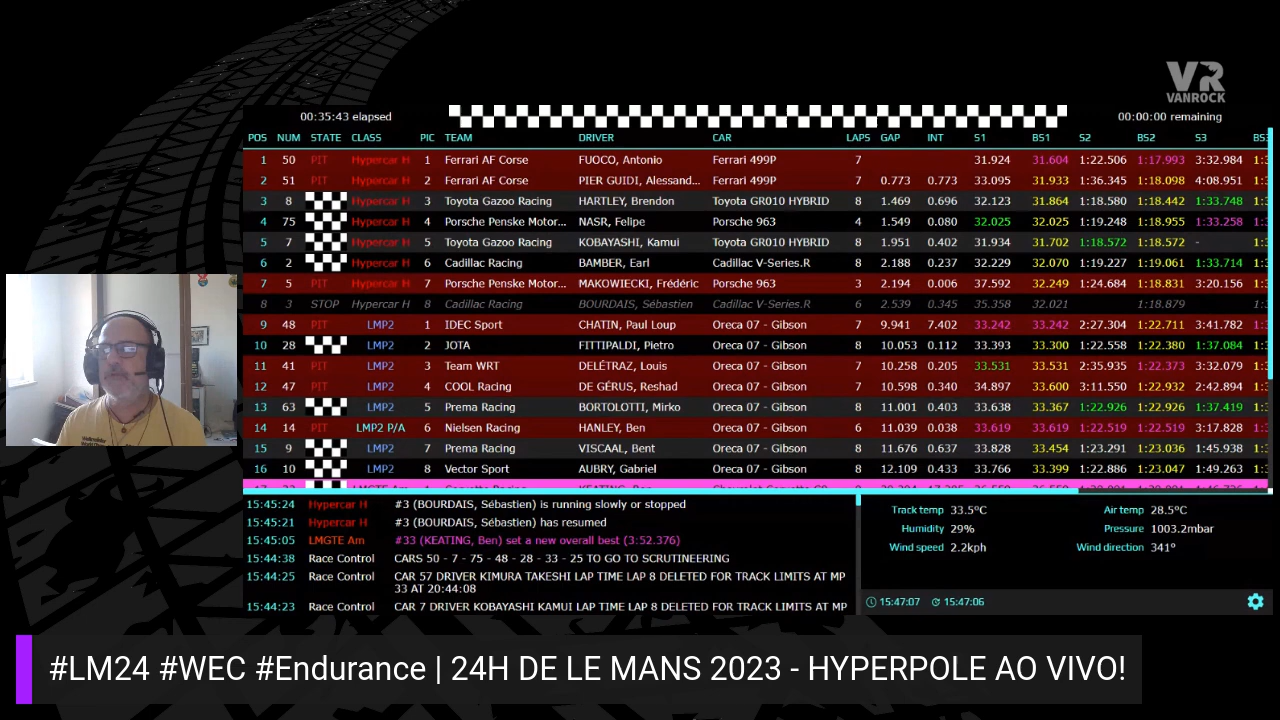 VR
VANROCK
00:35:43 elapsed
00:00:00 remaining
POS NUM STATE CLASS PIC TEAM DRIVER CAR LAPS GAP INT S1 BS1 S2 BS2 S3
1 50 PIT Hypercar H 1 Ferrari AF Corse FUOCO, Antonio Ferrari 499P 7 31.924 31.604 1:22.506 1:17.993 3:32.984
2 51 PIT Hypercar H 2 Ferrari AF Corse PIER GUIDI, Alessand... Ferrari 499P 7 0.773 0.773 33.095 31.933 1:36.345 1:18.098 4:08.951
3 8 Hypercar H 3 Toyota Gazoo Racing HARTLEY, Brendon Toyota GR010 HYBRID 8 1.469 0.696 32.123 31.864 1:18.580 1:18.442 1:33.748
4 75 Hypercar H 4 Porsche Penske Motor... NASR, Felipe Porsche 963 7 1.549 0.080 32.025 32.025 1:19.248 1:18.955 1:33.258
5 7 Hypercar H 5 Toyota Gazoo Racing KOBAYASHI, Kamui Toyota GR010 HYBRID 8 1.951 0.402 31.934 31.702 1:18.572 1:18.572 -
6 2 Hypercar H 6 Cadillac Racing BAMBER, Earl Cadillac V-Series.R 8 2.188 0.237 32.229 32.070 1:19.227 1:19.061 1:33.714
7 5 PIT Hypercar H 7 Porsche Penske Motor... MAKOWIECKI, Frédéric Porsche 963 3 2.194 0.006 37.592 32.249 1:24.684 1:18.831 3:20.156
8 3 STOP Hypercar H 8 Cadillac Racing BOURDAIS, Sébastien Cadillac V-Series.R 6 2.539 0.345 35.358 32.021 1:18.879
9 48 PIT LMP2 1 IDEC Sport CHATIN, Paul Loup Oreca 07 - Gibson 7 9.941 7.402 33.242 33.242 2:27.304 1:22.711 3:41.782
10 28 LMP2 2 JOTA FITTIPALDI, Pietro Oreca 07 - Gibson 8 10.053 0.112 33.393 33.300 1:22.558 1:22.380 1:37.084
11 41 PIT LMP2 3 Team WRT DELÉTRAZ, Louis Oreca 07 - Gibson 7 10.258 0.205 33.531 33.531 2:35.935 1:22.373 3:32.079
12 47 PIT LMP2 4 COOL Racing DE GÉRUS, Reshad Oreca 07 - Gibson 7 10.598 0.340 34.897 33.600 3:11.550 1:22.932 2:42.894
13 63 LMP2 5 Prema Racing BORTOLOTTI, Mirko Oreca 07 - Gibson 8 11.001 0.403 33.638 33.367 1:22.926 1:22.926 1:37.419
14 14 PIT LMP2 P/A 6 Nielsen Racing HANLEY, Ben Oreca 07 - Gibson 6 11.039 0.038 33.619 33.619 1:22.519 1:22.519 3:17.828
15 9 LMP2 7 Prema Racing VISCAAL, Bent Oreca 07 - Gibson 8 11.676 0.637 33.828 33.454 1:23.291 1:23.036 1:45.938
16 10 LMP2 8 Vector Sport AUBRY, Gabriel Oreca 07 - Gibson 8 12.109 0.433 33.766 33.399 1:22.886 1:23.047 1:49.263
15:45:24 Hypercar H #3 (BOURDAIS, Sébastien) is running slowly or stopped
15:45:21 Hypercar H #3 (BOURDAIS, Sébastien) has resumed
15:45:05 LMGTE Am #33 (KEATING, Ben) set a new overall best (3:52.376)
15:44:38 Race Control CARS 50 - 7 - 75 - 48 - 28 - 33 - 25 TO GO TO SCRUTINEERING
15:44:25 Race Control CAR 57 DRIVER KIMURA TAKESHI LAP TIME LAP 8 DELETED FOR TRACK LIMITS AT MP
33 AT 20:44:08
15:44:23 Race Control CAR 7 DRIVER KOBAYASHI KAMUI LAP TIME LAP 8 DELETED FOR TRACK LIMITS AT MP
Track temp 33.5°C Air temp 28.5°C
Humidity 29% Pressure 1003.2mbar
Wind speed 2.2kph Wind direction 341°
15:47:07 15:47:06
#LM24 #WEC #Endurance | 24H DE LE MANS 2023 - HYPERPOLE AO VIVO!